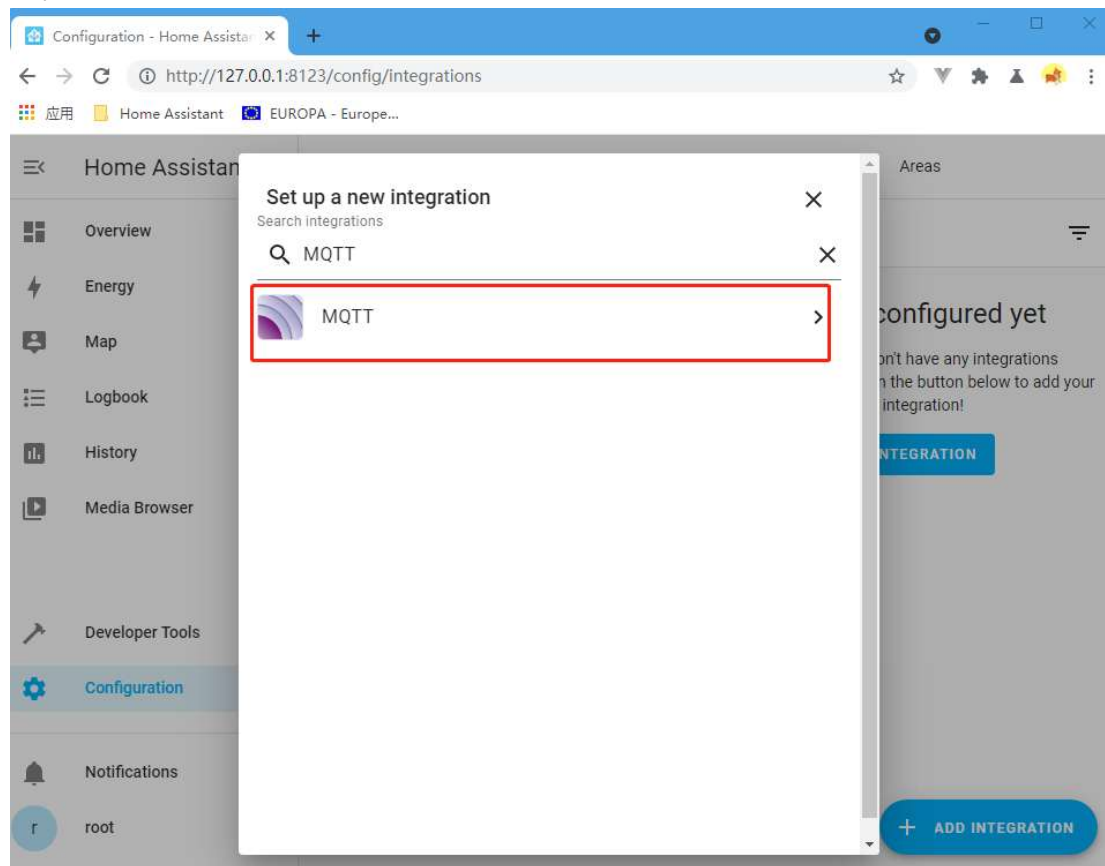 Configuration - Home Assistan
http://127.0.0.1:8123/config/integrations
应用 Home Assistant EUROPA - Europe...
Home Assistan
Areas
Overview
Energy
Map
Logbook
History
Media Browser
Developer Tools
Configuration
Notifications
r root
Set up a new integration
Search integrations
MQTT
MQTT
configured yet
on't have any integrations
n the button below to add your
integration!
NTEGRATION
+ ADD INTEGRATION